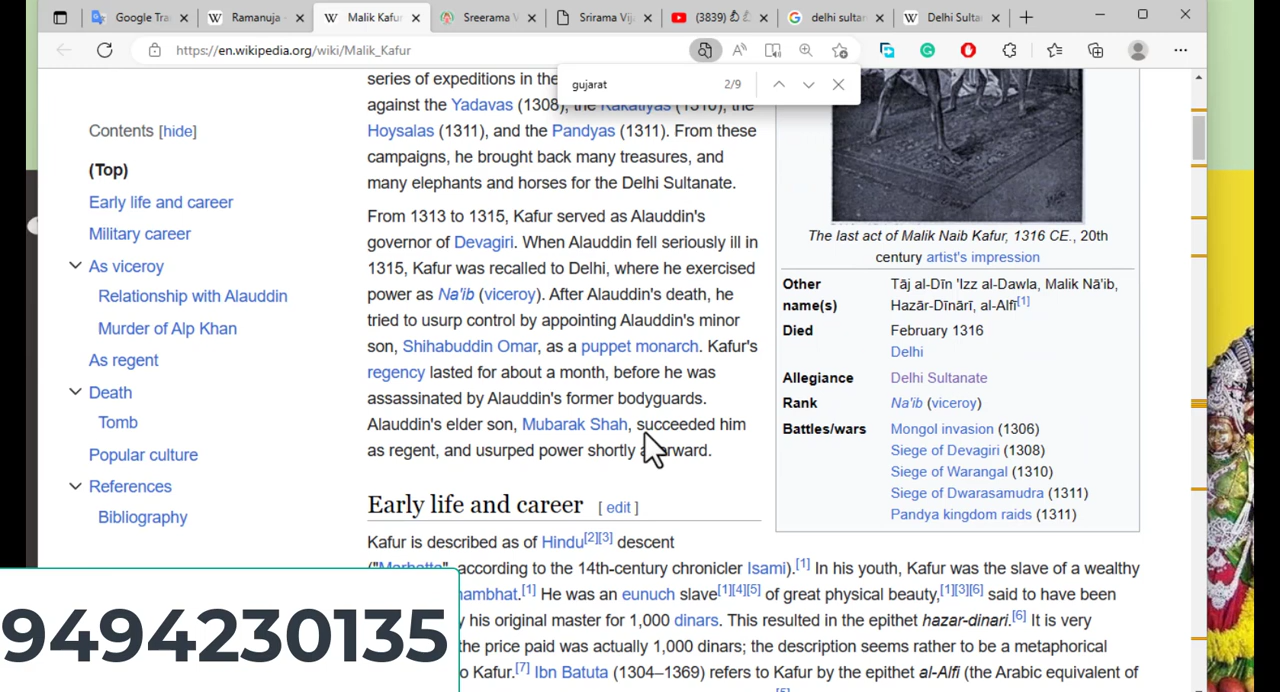 Google Tra
Ramanuja -
Malik Kafur
Sreerama V
Srirama Vija
(3839)
delhi sultan
Delhi Sulta
https://en.wikipedia.org/wiki/Malik_Kafur
gujarat 2/9
series of expeditions in the
against the Yadavas (1308), the Kakatiyas (1310), the
Hoysalas (1311), and the Pandyas (1311). From these
campaigns, he brought back many treasures, and
many elephants and horses for the Delhi Sultanate.
From 1313 to 1315, Kafur served as Alauddin's
governor of Devagiri. When Alauddin fell seriously ill in
1315, Kafur was recalled to Delhi, where he exercised
power as Na'ib (viceroy). After Alauddin's death, he
tried to usurp control by appointing Alauddin's minor
son, Shihabuddin Omar, as a puppet monarch. Kafur's
regency lasted for about a month, before he was
assassinated by Alauddin's former bodyguards.
Alauddin's elder son, Mubarak Shah, succeeded him
as regent, and usurped power shortly afterward.
Contents [hide]
(Top)
Early life and career
Military career
As viceroy
Relationship with Alauddin
Murder of Alp Khan
As regent
Death
Tomb
Popular culture
References
Bibliography
The last act of Malik Naib Kafur, 1316 CE., 20th
century artist's impression
Other name(s) Tāj al-Dīn 'Izz al-Dawla, Malik Nā'ib,
Hazār-Dīnārī, al-Alfī[1]
Died February 1316
Delhi
Allegiance Delhi Sultanate
Rank Na'ib (viceroy)
Battles/wars Mongol invasion (1306)
Siege of Devagiri (1308)
Siege of Warangal (1310)
Siege of Dwarasamudra (1311)
Pandya kingdom raids (1311)
Early life and career [ edit ]
Kafur is described as of Hindu[2][3] descent
("Marhatta", according to the 14th-century chronicler Isami).[1] In his youth, Kafur was the slave of a wealthy
ambhat.[1] He was an eunuch slave[1][4][5] of great physical beauty,[1][3][6] said to have been
y his original master for 1,000 dinars. This resulted in the epithet hazar-dinari.[6] It is very
the price paid was actually 1,000 dinars; the description seems rather to be a metaphorical
o Kafur.[7] Ibn Batuta (1304–1369) refers to Kafur by the epithet al-Alfi (the Arabic equivalent of
9494230135